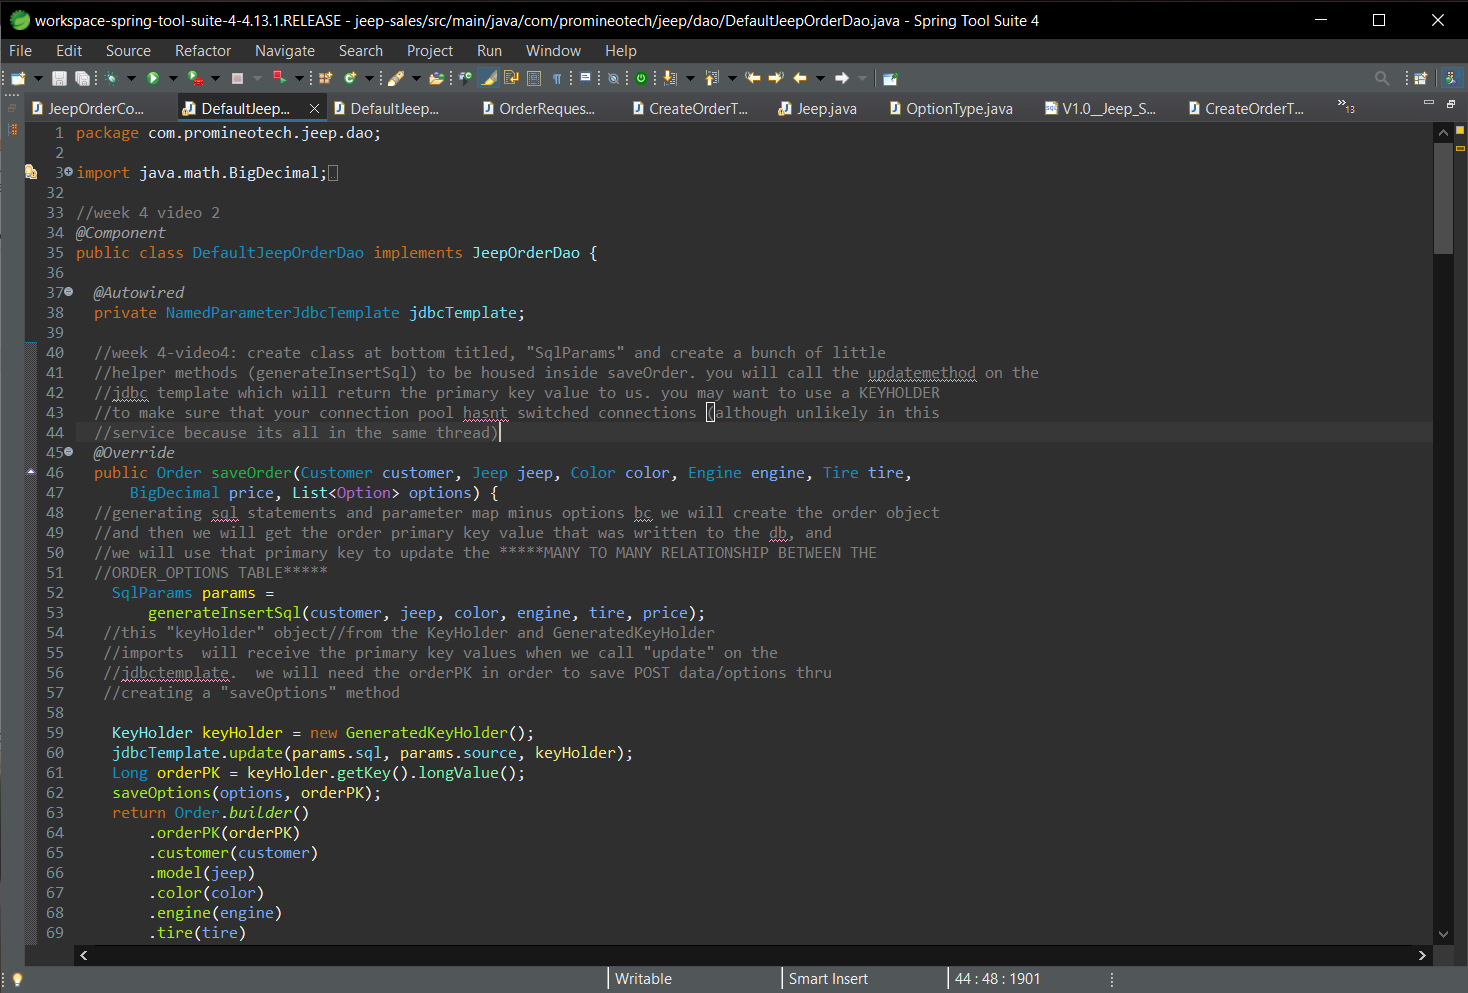 workspace-spring-tool-suite-4-4.13.1.RELEASE - jeep-sales/src/main/java/com/promineotech/jeep/dao/DefaultJeepOrderDao.java - Spring Tool Suite 4
File Edit Source Refactor Navigate Search Project Run Window Help
JeepOrderCo... DefaultJeep... DefaultJeep... OrderReques... CreateOrderT... Jeep.java OptionType.java V1.0__Jeep_S... CreateOrderT... »13
1 package com.promineotech.jeep.dao;
2
3 import java.math.BigDecimal;
32
33 //week 4 video 2
34 @Component
35 public class DefaultJeepOrderDao implements JeepOrderDao {
36
37 @Autowired
38 private NamedParameterJdbcTemplate jdbcTemplate;
39
40 //week 4-video4: create class at bottom titled, "SqlParams" and create a bunch of little
41 //helper methods (generateInsertSql) to be housed inside saveOrder. you will call the updatemethod on the
42 //jdbc template which will return the primary key value to us. you may want to use a KEYHOLDER
43 //to make sure that your connection pool hasnt switched connections (although unlikely in this
44 //service because its all in the same thread)
45 @Override
46 public Order saveOrder(Customer customer, Jeep jeep, Color color, Engine engine, Tire tire,
47 BigDecimal price, List<Option> options) {
48 //generating sql statements and parameter map minus options bc we will create the order object
49 //and then we will get the order primary key value that was written to the db, and
50 //we will use that primary key to update the *****MANY TO MANY RELATIONSHIP BETWEEN THE
51 //ORDER_OPTIONS TABLE*****
52 SqlParams params =
53 generateInsertSql(customer, jeep, color, engine, tire, price);
54 //this "keyHolder" object//from the KeyHolder and GeneratedKeyHolder
55 //imports  will receive the primary key values when we call "update" on the
56 //jdbctemplate.  we will need the orderPK in order to save POST data/options thru
57 //creating a "saveOptions" method
58
59 KeyHolder keyHolder = new GeneratedKeyHolder();
60 jdbcTemplate.update(params.sql, params.source, keyHolder);
61 Long orderPK = keyHolder.getKey().longValue();
62 saveOptions(options, orderPK);
63 return Order.builder()
64 .orderPK(orderPK)
65 .customer(customer)
66 .model(jeep)
67 .color(color)
68 .engine(engine)
69 .tire(tire)
Writable Smart Insert 44 : 48 : 1901